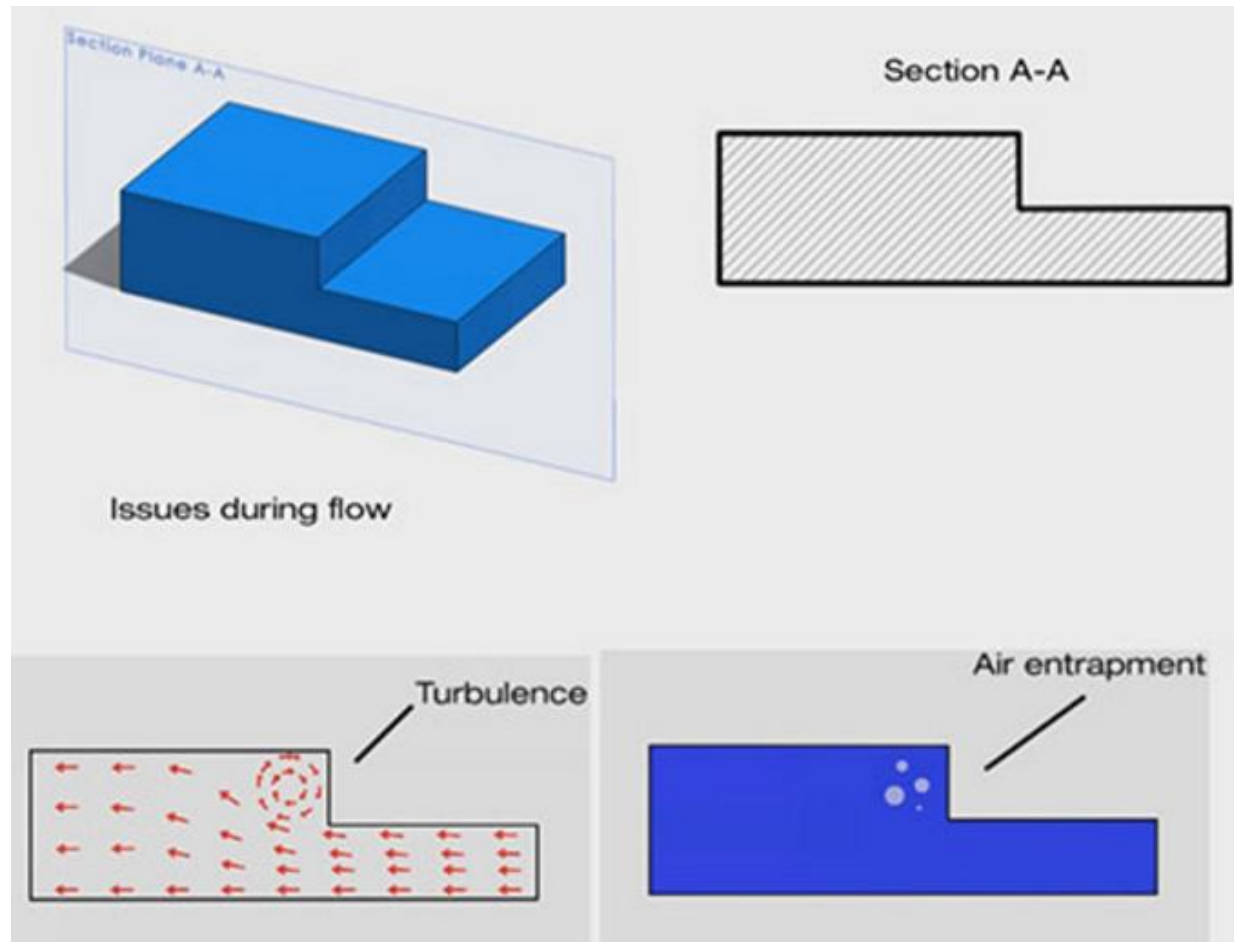 Section Plane A-A
Section A-A
Issues during flow
Turbulence
Air entrapment